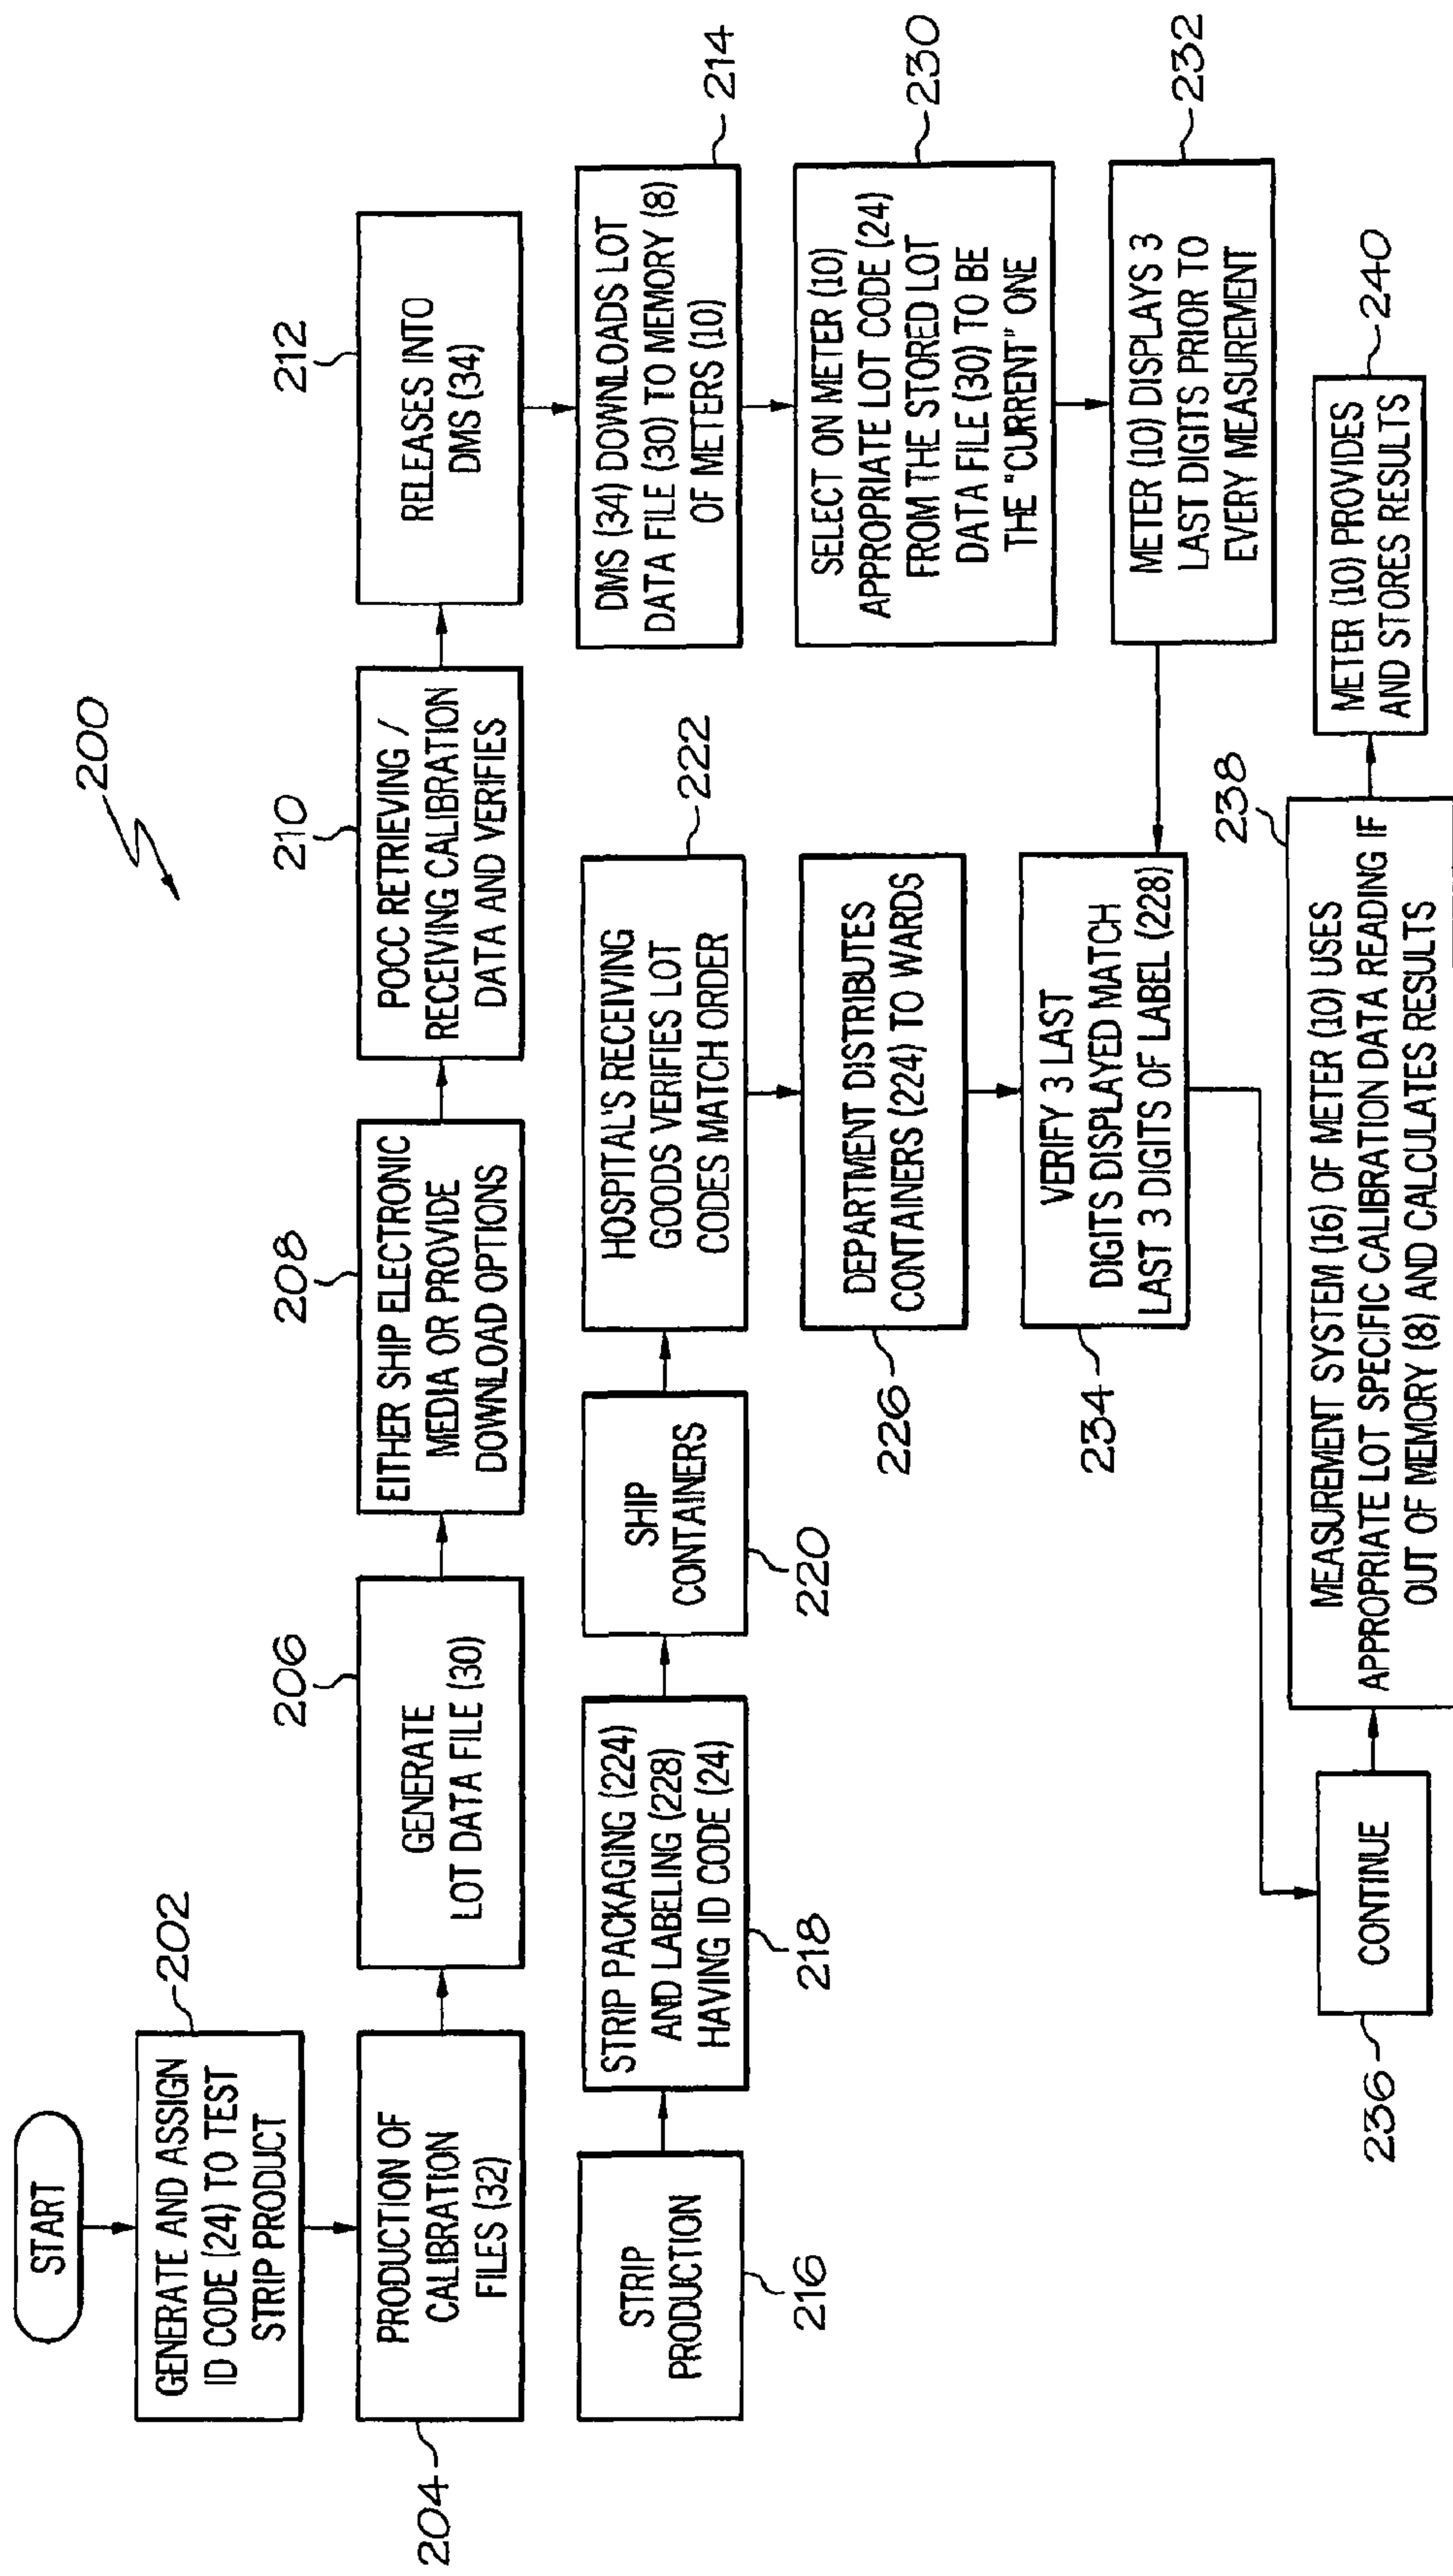 200
START
GENERATE AND ASSIGN
ID CODE (24) TO TEST
STRIP PRODUCT
202
PRODUCTION OF
CALIBRATION
FILES (32)
204
GENERATE
LOT DATA FILE (30)
206
EITHER SHIP ELECTRONIC
MEDIA OR PROVIDE
DOWNLOAD OPTIONS
208
POCC RETRIEVING /
RECEIVING CALIBRATION
DATA AND VERIFIES
210
RELEASES INTO
DMS (34)
212
DMS (34) DOWNLOADS LOT
DATA FILE (30) TO MEMORY (8)
OF METERS (10)
214
STRIP
PRODUCTION
216
STRIP PACKAGING (224)
AND LABELING (228)
HAVING ID CODE (24)
218
SHIP
CONTAINERS
220
HOSPITAL'S RECEIVING
GOODS VERIFIES LOT
CODES MATCH ORDER
222
DEPARTMENT DISTRIBUTES
CONTAINERS (224) TO WARDS
226
SELECT ON METER (10)
APPROPRIATE LOT CODE (24)
FROM THE STORED LOT
DATA FILE (30) TO BE
THE "CURRENT" ONE
230
METER (10) DISPLAYS 3
LAST DIGITS PRIOR TO
EVERY MEASUREMENT
232
VERIFY 3 LAST
DIGITS DISPLAYED MATCH
LAST 3 DIGITS OF LABEL (228)
234
CONTINUE
236
MEASUREMENT SYSTEM (16) OF METER (10) USES
APPROPRIATE LOT SPECIFIC CALIBRATION DATA READING IF
OUT OF MEMORY (8) AND CALCULATES RESULTS
238
METER (10) PROVIDES
AND STORES RESULTS
240